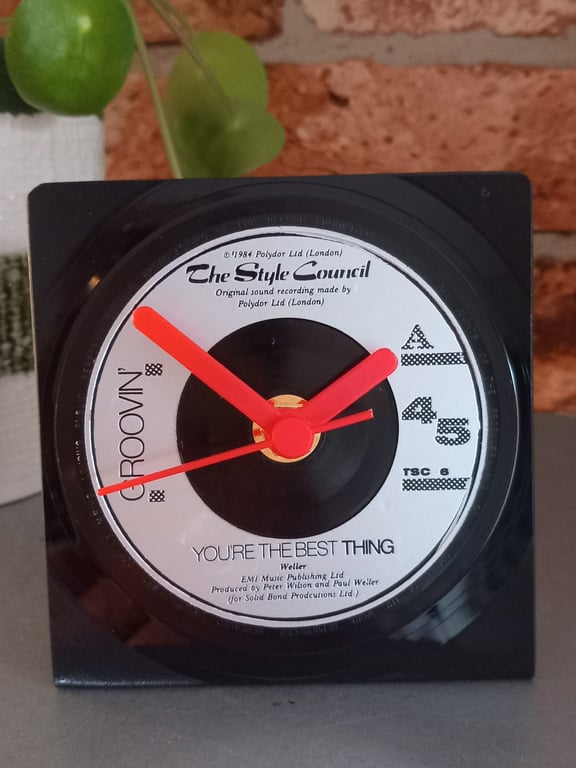 ℗ 1984 Polydor Ltd (London)
The Style Council
Original sound recording made by
Polydor Ltd (London)
GROOVIN'
A
45
TSC 6
YOU'RE THE BEST THING
Weller
EMI Music Publishing Ltd
Produced by Peter Wilson and Paul Weller
(for Solid Bond Prodcutions Ltd.)